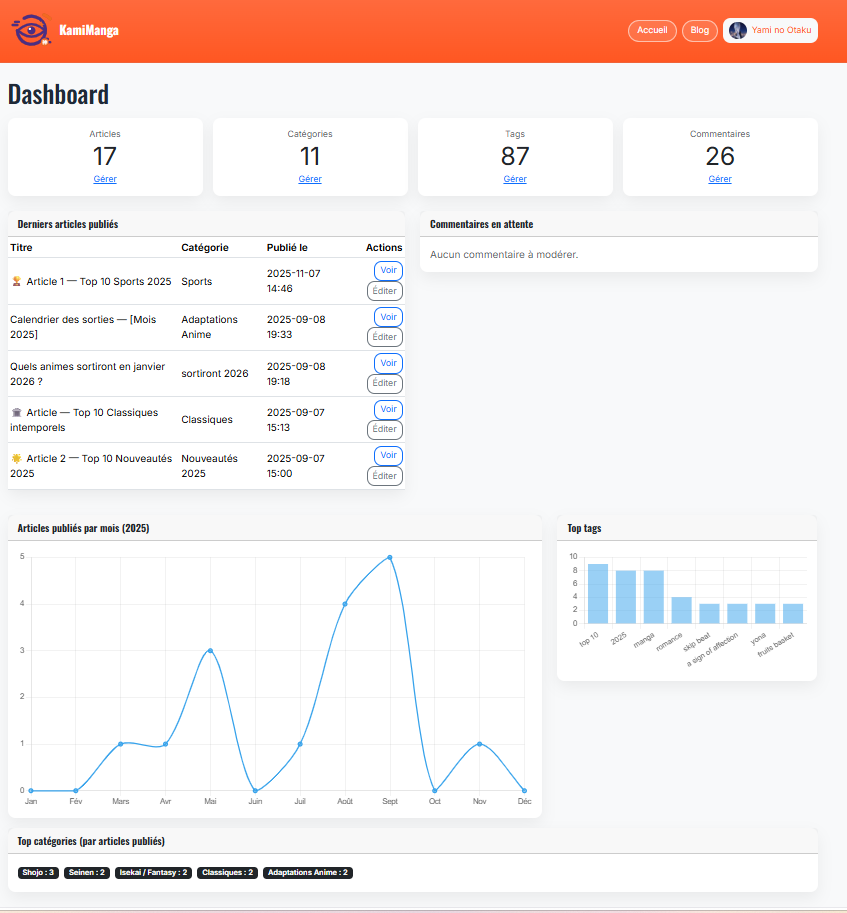 KamiManga
Accueil Blog Yami no Otaku
Dashboard
Articles
17
Gérer
Catégories
11
Gérer
Tags
87
Gérer
Commentaires
26
Gérer
Derniers articles publiés
Titre Catégorie Publié le Actions
Article 1 — Top 10 Sports 2025 Sports 2025-11-07
14:46
Voir
Éditer
Calendrier des sorties — [Mois
2025]
Adaptations
Anime
2025-09-08
19:33
Voir
Éditer
Quels animes sortiront en janvier
2026 ?
sortiront 2026
2025-09-08
19:18
Voir
Éditer
Article — Top 10 Classiques
intemporels
Classiques
2025-09-07
15:13
Voir
Éditer
Article 2 — Top 10 Nouveautés
2025
Nouveautés
2025
2025-09-07
15:00
Voir
Éditer
Commentaires en attente
Aucun commentaire à modérer.
Articles publiés par mois (2025)
5
4
3
2
1
0
Jan Fév Mars Avr Mai Juin Juil Août Sept Oct Nov Déc
Top tags
10
8
6
4
2
0
top 10 2025 manga romance skip beat a sign of affection yona fruits basket
Top catégories (par articles publiés)
Shojo : 3 Seinen : 2 Isekai / Fantasy : 2 Classiques : 2 Adaptations Anime : 2